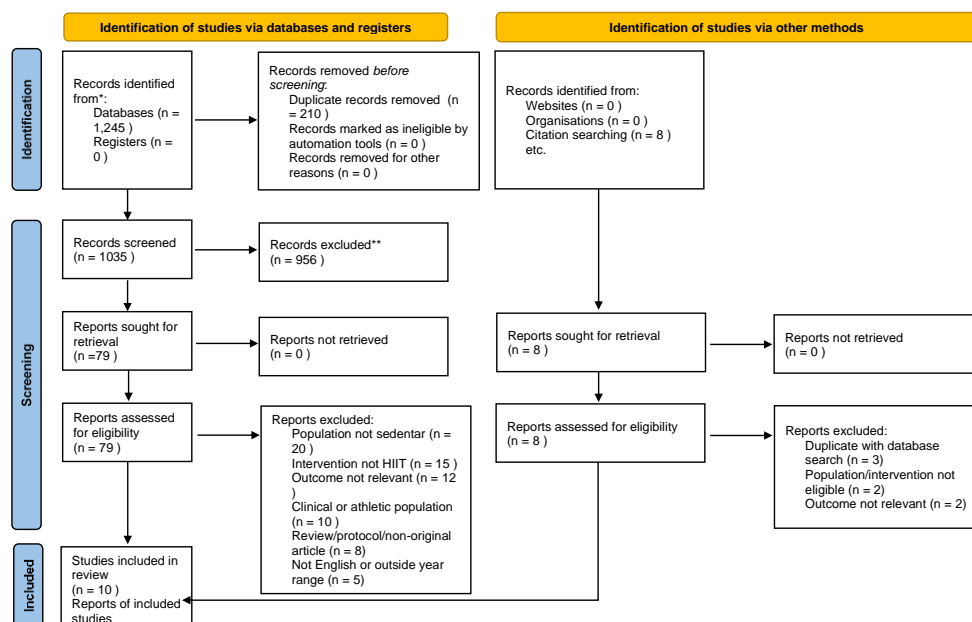 Identification of studies via databases and registers
Identification of studies via other methods
Identification
Records identified
from*:
Databases (n =
1,245)
Registers (n =
0 )
Records removed before
screening:
Duplicate records removed (n
= 210 )
Records marked as ineligible by
automation tools (n = 0 )
Records removed for other
reasons (n = 0 )
Records identified from:
Websites (n = 0 )
Organisations (n = 0 )
Citation searching (n = 8 )
etc.
Screening
Records screened
(n = 1035 )
Records excluded**
(n = 956 )
Reports sought for
retrieval
(n =79 )
Reports not retrieved
(n = 0 )
Reports sought for retrieval
(n = 8 )
Reports not retrieved
(n = 0 )
Reports assessed
for eligibility
(n = 79 )
Reports excluded:
Population not sedentar (n =
20 )
Intervention not HIIT (n = 15 )
Outcome not relevant (n = 12
)
Clinical or athletic population
(n = 10 )
Review/protocol/non-original
article (n = 8)
Not English or outside year
range (n = 5)
Reports assessed for eligibility
(n = 8 )
Reports excluded:
Duplicate with database
search (n = 3)
Population/intervention not
eligible (n = 2)
Outcome not relevant (n = 2)
Included
Studies included in
review
(n = 10 )
Reports of included
studies